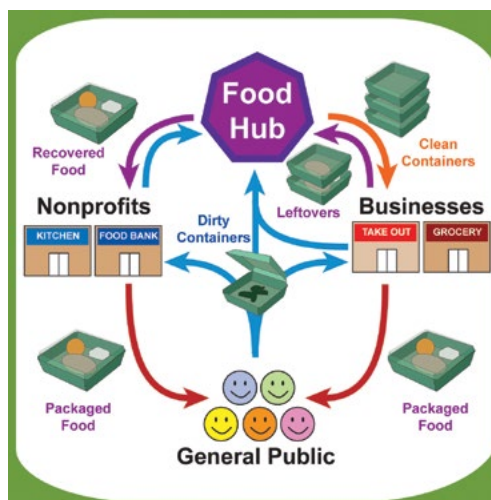 Food
Hub
Recovered
Food
Clean
Containers
Leftovers
Nonprofits
Businesses
Dirty
Containers
KITCHEN
FOOD BANK
TAKE OUT
GROCERY
Packaged
Food
Packaged
Food
General Public